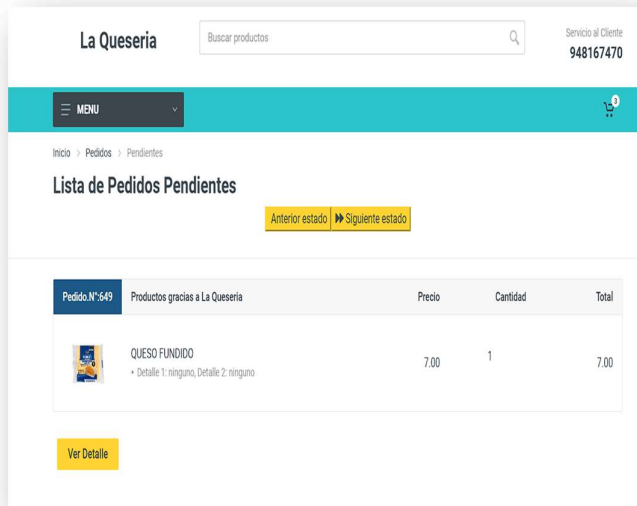 La Queseria
Buscar productos
Servicio al Cliente
948167470
MENU
3
Inicio > Pedidos > Pendientes
Lista de Pedidos Pendientes
Anterior estado Siguiente estado
Pedido.N°:649 Productos gracias a La Queseria Precio Cantidad Total
QUESO FUNDIDO
• Detalle 1: ninguno, Detalle 2: ninguno
7.00 1 7.00
Ver Detalle